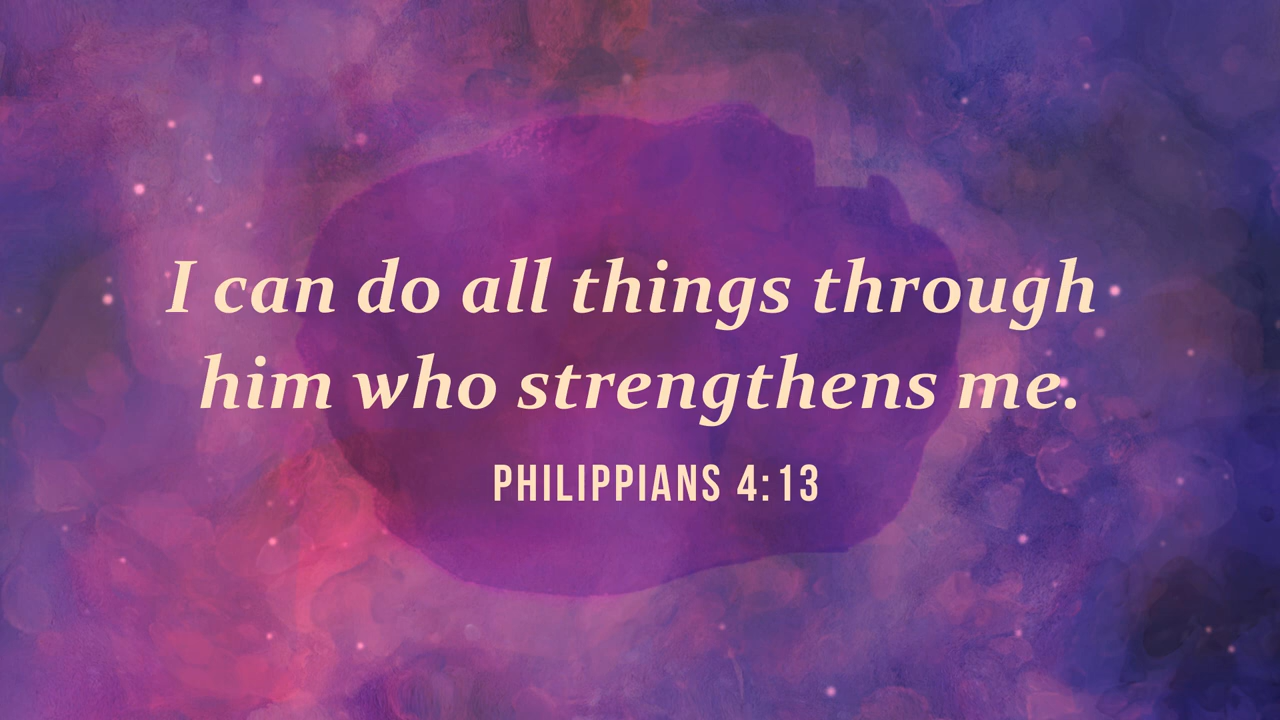 I can do all things through
him who strengthens me.
PHILIPPIANS 4:13